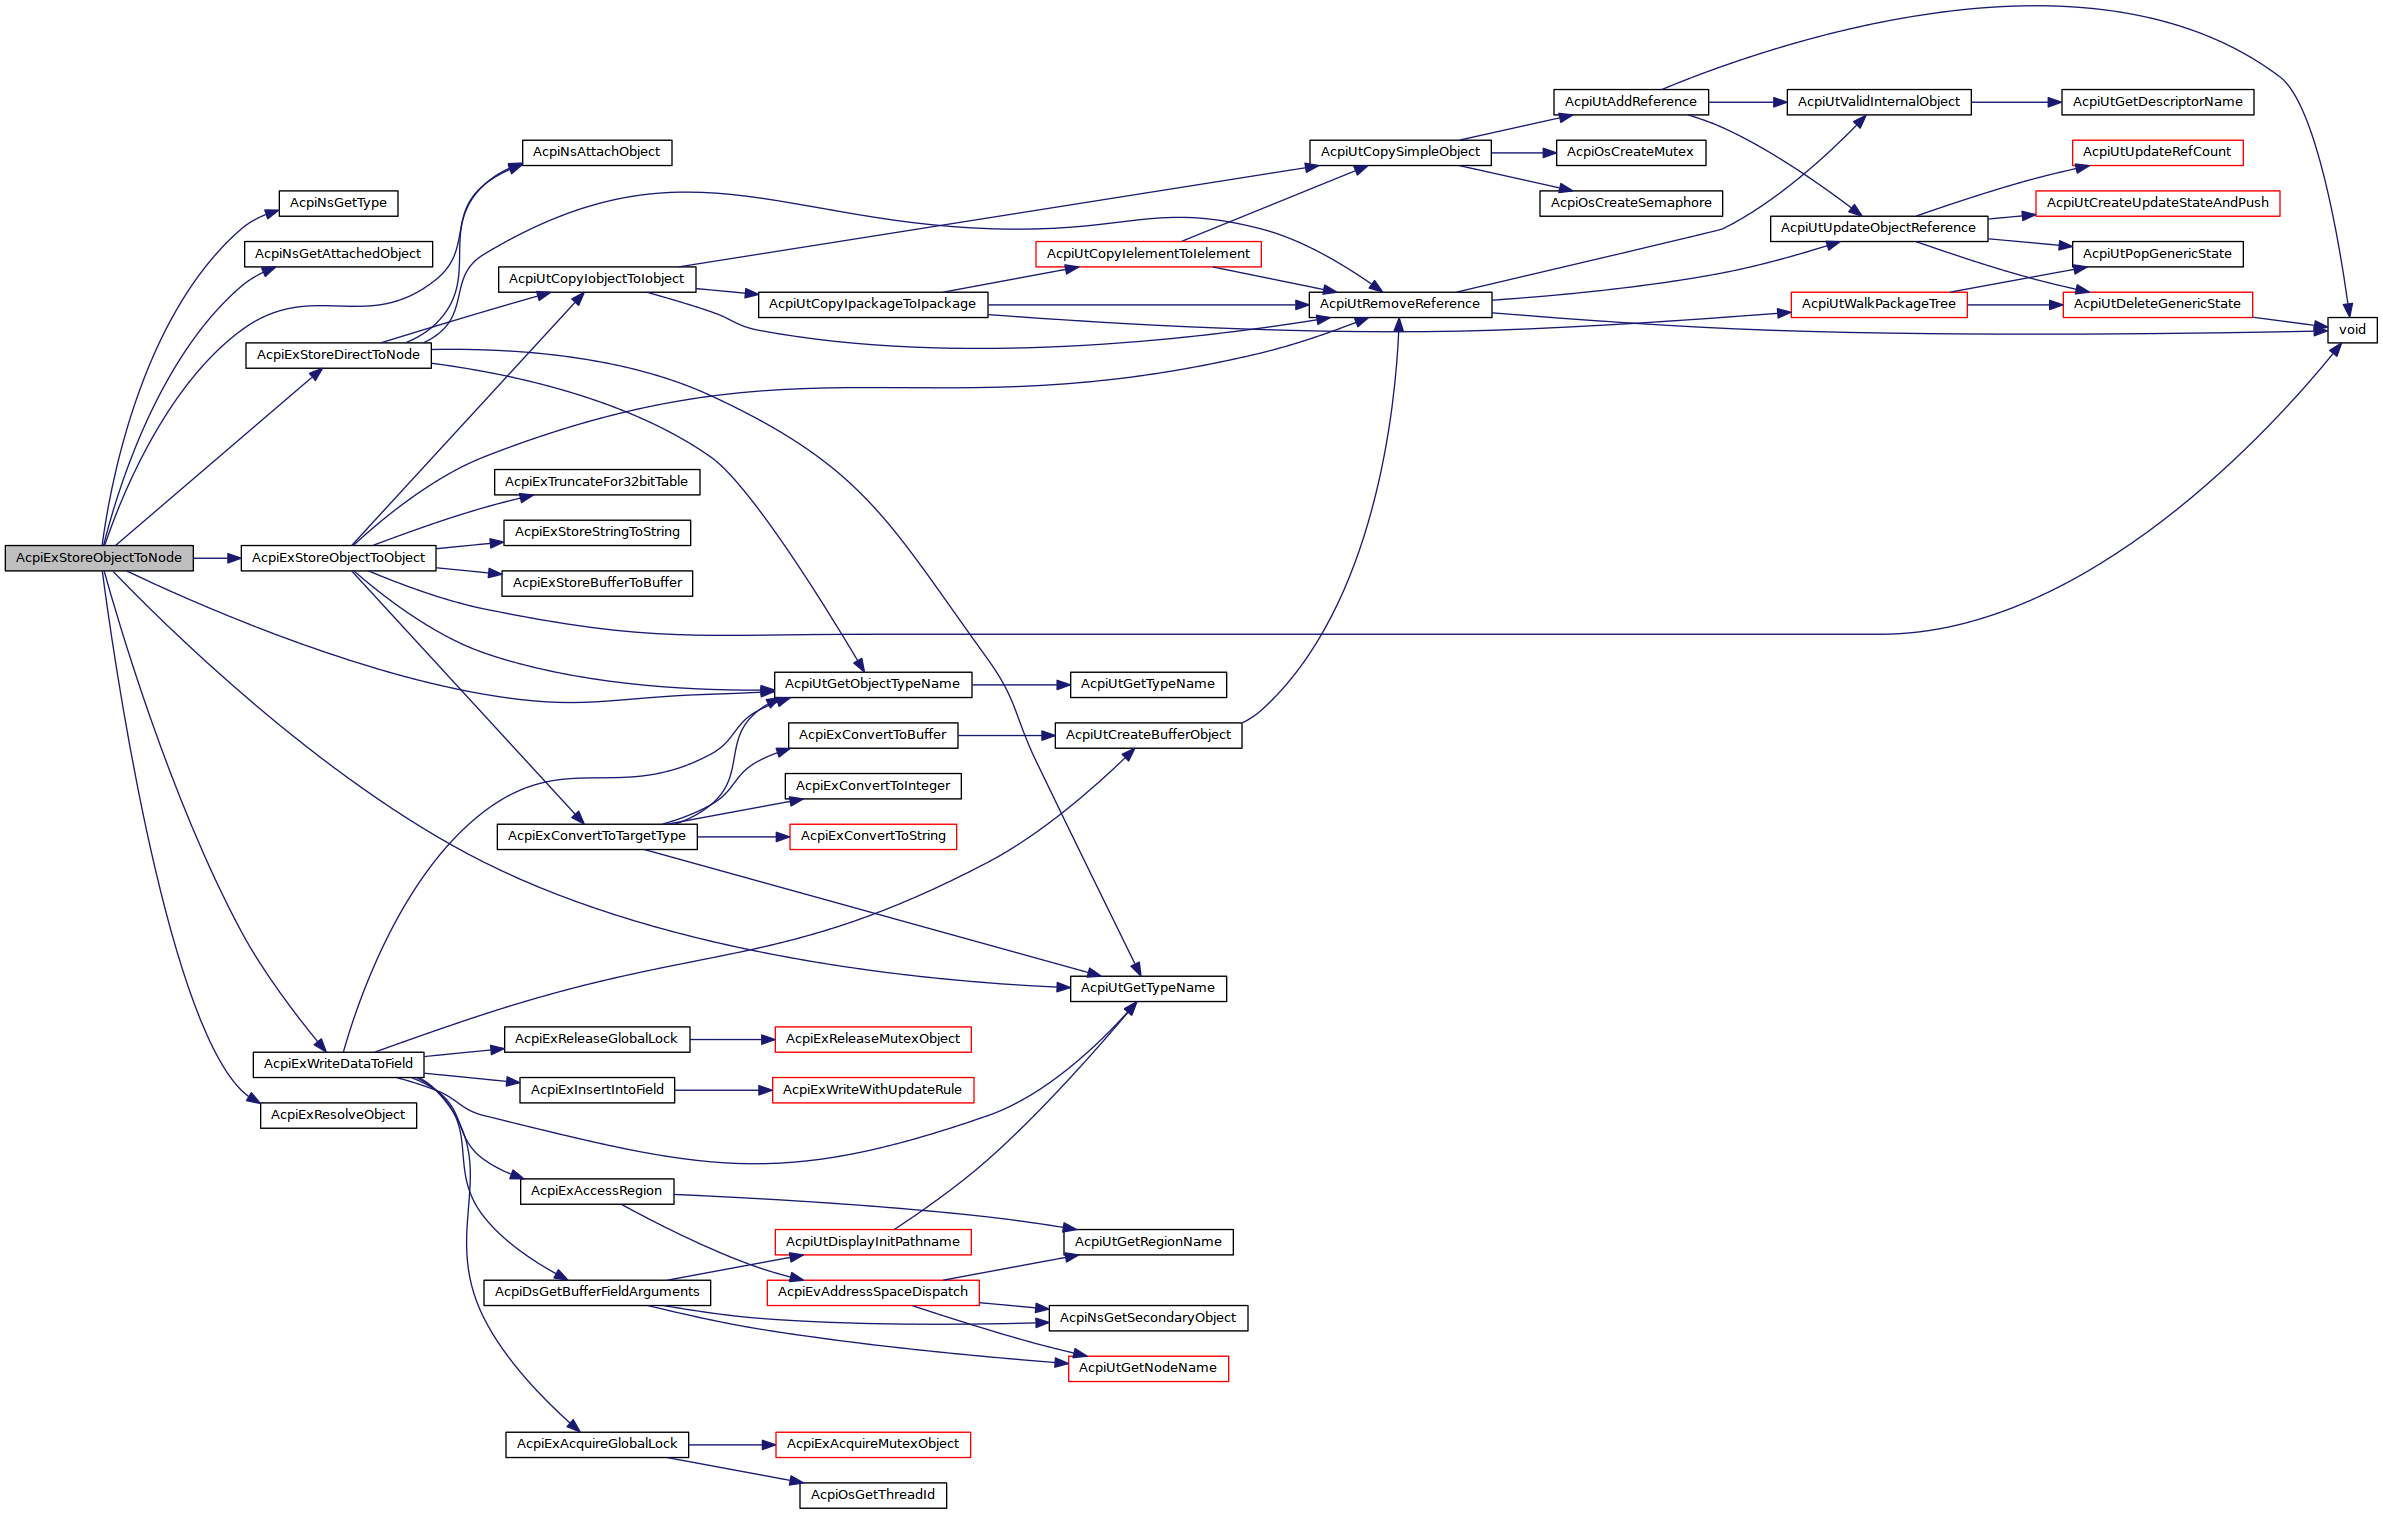 AcpiUtAddReference
AcpiUtValidInternalObject
AcpiUtGetDescriptorName
AcpiNsAttachObject
AcpiUtCopySimpleObject
AcpiOsCreateMutex
AcpiUtUpdateRefCount
AcpiNsGetType
AcpiOsCreateSemaphore
AcpiUtCreateUpdateStateAndPush
AcpiUtUpdateObjectReference
AcpiNsGetAttachedObject
AcpiUtCopyIelementToIelement
AcpiUtPopGenericState
AcpiUtCopyIobjectToIobject
AcpiUtCopyIpackageToIpackage
AcpiUtRemoveReference
AcpiUtWalkPackageTree
AcpiUtDeleteGenericState
void
AcpiExStoreDirectToNode
AcpiExTruncateFor32bitTable
AcpiExStoreStringToString
AcpiExStoreObjectToNode
AcpiExStoreObjectToObject
AcpiExStoreBufferToBuffer
AcpiUtGetObjectTypeName
AcpiUtGetTypeName
AcpiExConvertToBuffer
AcpiUtCreateBufferObject
AcpiExConvertToInteger
AcpiExConvertToTargetType
AcpiExConvertToString
AcpiUtGetTypeName
AcpiExReleaseGlobalLock
AcpiExReleaseMutexObject
AcpiExWriteDataToField
AcpiExInsertIntoField
AcpiExWriteWithUpdateRule
AcpiExResolveObject
AcpiExAccessRegion
AcpiUtDisplayInitPathname
AcpiUtGetRegionName
AcpiDsGetBufferFieldArguments
AcpiEvAddressSpaceDispatch
AcpiNsGetSecondaryObject
AcpiUtGetNodeName
AcpiExAcquireGlobalLock
AcpiExAcquireMutexObject
AcpiOsGetThreadId